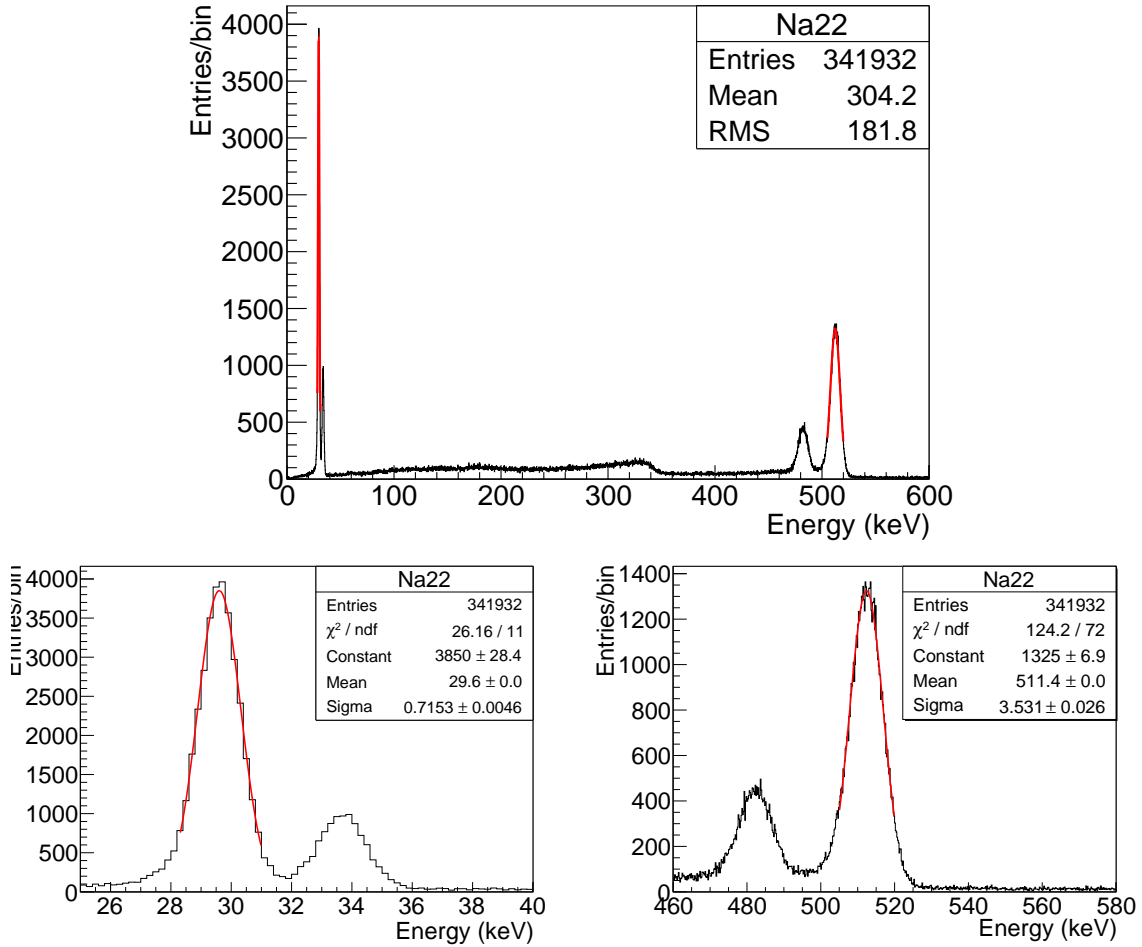 Na22
Entries 341932
Mean 304.2
RMS 181.8
Entries/bin
4000
3500
3000
2500
2000
1500
1000
500
0
0 100 200 300 400 500 600
Energy (keV)
Na22
Entries 341932
χ² / ndf 26.16 / 11
Constant 3850 ± 28.4
Mean 29.6 ± 0.0
Sigma 0.7153 ± 0.0046
Entries/bin
4000
3500
3000
2500
2000
1500
1000
500
0
26 28 30 32 34 36 38 40
Energy (keV)
Na22
Entries 341932
χ² / ndf 124.2 / 72
Constant 1325 ± 6.9
Mean 511.4 ± 0.0
Sigma 3.531 ± 0.026
Entries/bin
1400
1200
1000
800
600
400
200
0
460 480 500 520 540 560 580
Energy (keV)